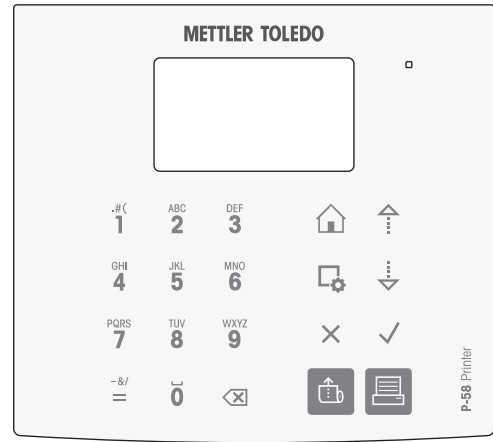 METTLER TOLEDO
.#( ABC DEF
1 2 3
GHI JKL MNO
4 5 6
PQRS TUV WXYZ
7 8 9
-&/
= 0
P-58 Printer